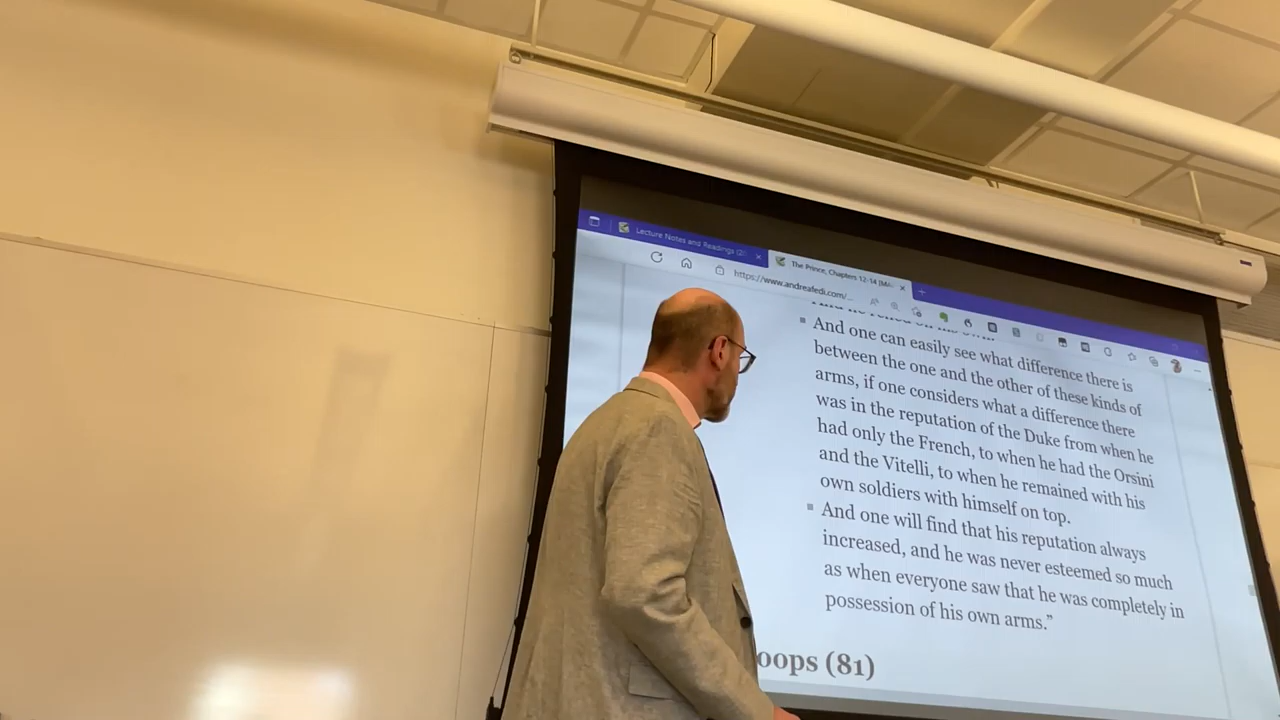 Lecture Notes and Readings (2
The Prince, Chapters 12-14 [MA
https://www.andreafedi.com/...
And one can easily see what difference there is
between the one and the other of these kinds of
arms, if one considers what a difference there
was in the reputation of the Duke from when he
had only the French, to when he had the Orsini
and the Vitelli, to when he remained with his
own soldiers with himself on top.
And one will find that his reputation always
increased, and he was never esteemed so much
as when everyone saw that he was completely in
possession of his own arms.”
oops (81)